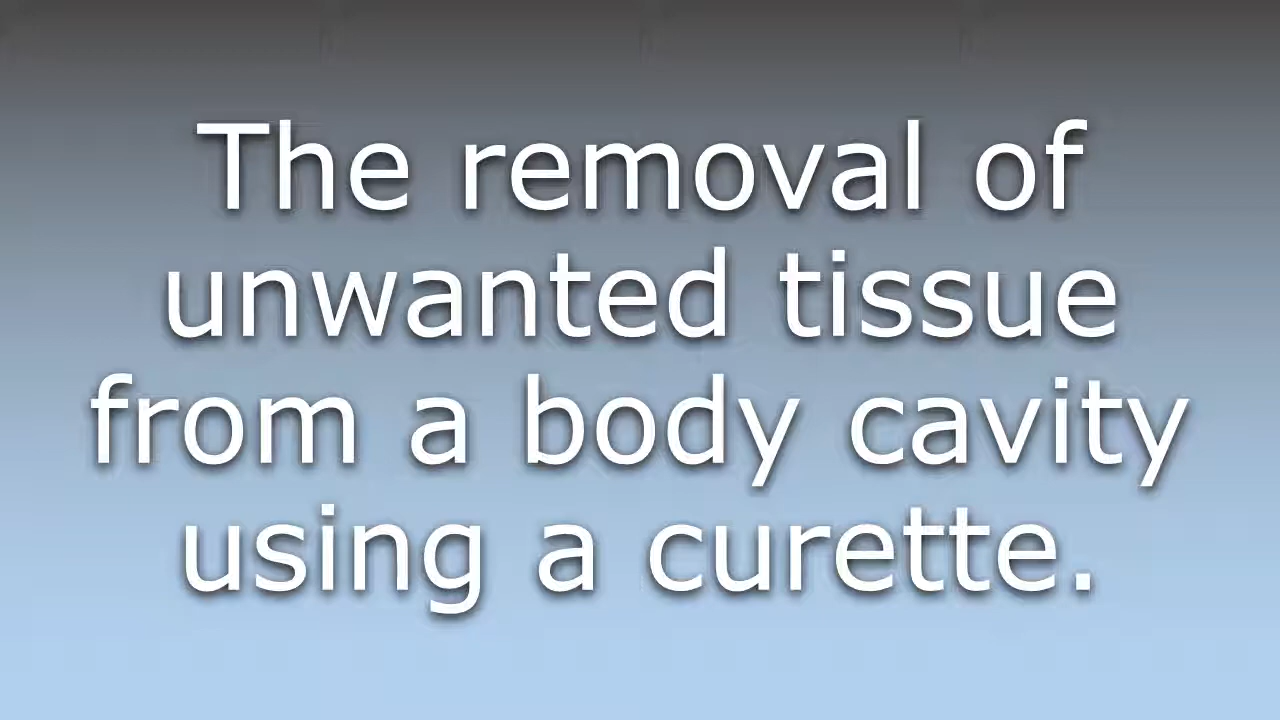 The removal of
unwanted tissue
from a body cavity
using a curette.